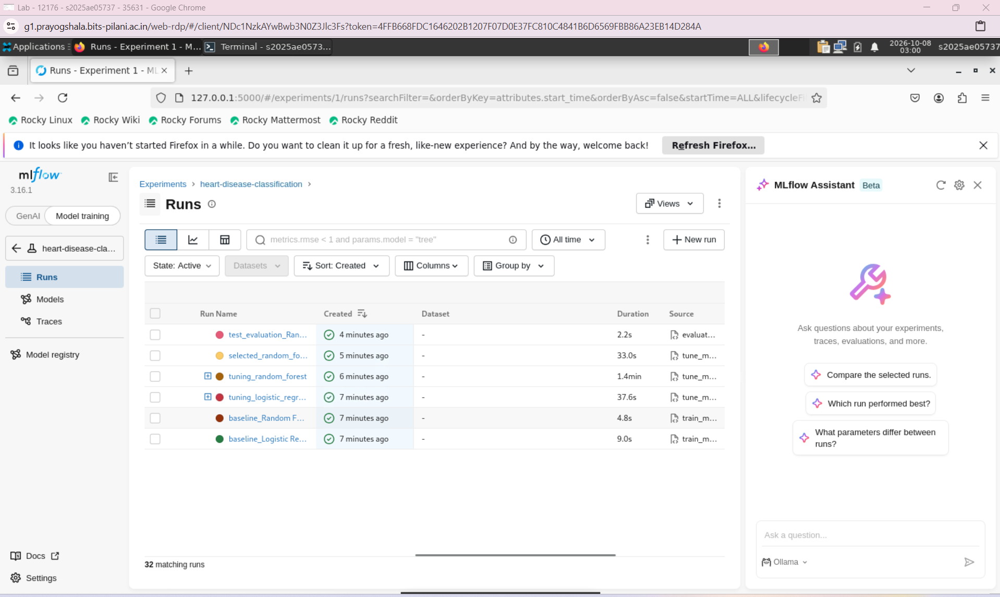 Lab - 12176 - s2025ae05737 - 35631 - Google Chrome
g1.prayogshala.bits-pilani.ac.in/web-rdp/#/client/NDc1NzkAYwBwb3N0Z3Jlc3Fs?token=4FFB668FDC1646202B1207F07D0E37FC810C4841B6D6569FBB86A23EB14D284A
Applications Runs - Experiment 1 - M... Terminal - s2025ae0573... 2026-10-08 03:00 s2025ae05737
Runs - Experiment 1 - ML
127.0.0.1:5000/#/experiments/1/runs?searchFilter=&orderByKey=attributes.start_time&orderByAsc=false&startTime=ALL&lifecycleFi
Rocky Linux Rocky Wiki Rocky Forums Rocky Mattermost Rocky Reddit
It looks like you haven’t started Firefox in a while. Do you want to clean it up for a fresh, like-new experience? And by the way, welcome back! Refresh Firefox...
mlflow
3.16.1
GenAI Model training
heart-disease-cla...
Runs
Models
Traces
Model registry
Docs
Settings
Experiments > heart-disease-classification >
Runs
Views
metrics.rmse < 1 and params.model = "tree" All time + New run
State: Active Datasets Sort: Created Columns Group by
Run Name Created Dataset Duration Source
test_evaluation_Ran... 4 minutes ago - 2.2s evaluat...
selected_random_fo... 5 minutes ago - 33.0s tune_m...
tuning_random_forest 6 minutes ago - 1.4min tune_m...
tuning_logistic_regr... 7 minutes ago - 37.6s tune_m...
baseline_Random F... 7 minutes ago - 4.8s train_m...
baseline_Logistic Re... 7 minutes ago - 9.0s train_m...
32 matching runs
MLflow Assistant Beta
Ask questions about your experiments,
traces, evaluations, and more.
Compare the selected runs.
Which run performed best?
What parameters differ between
runs?
Ask a question...
Ollama